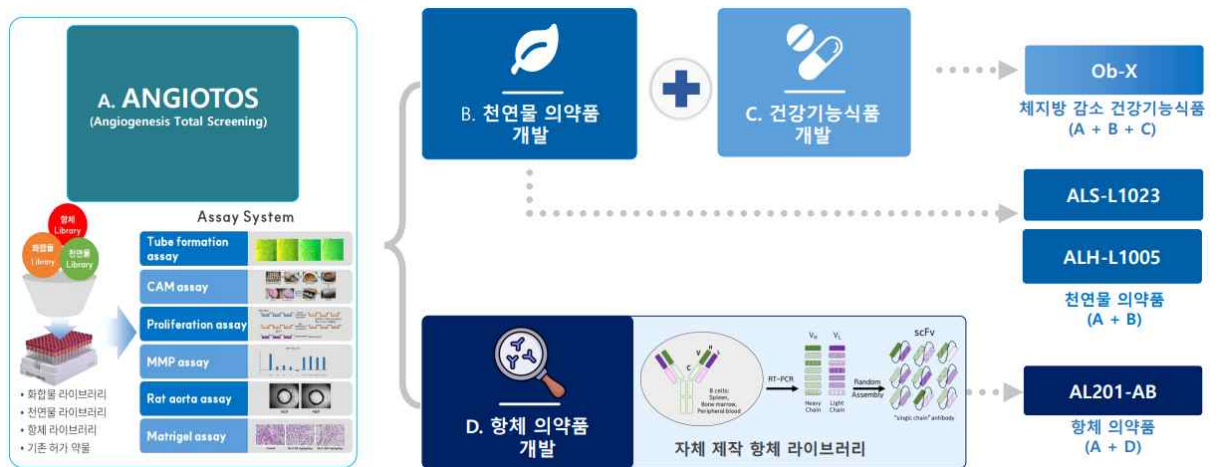 A. ANGIOTOS
(Angiogenesis Total Screening)
항체
Library
화합물
Library
천연물
Library
Assay System
Tube formation
assay
CAM assay
Proliferation assay
MMP assay
Rat aorta assay
Matrigel assay
• 화합물 라이브러리
• 천연물 라이브러리
• 항체 라이브러리
• 기존 허가 약물
B. 천연물 의약품
개발
C. 건강기능식품
개발
Ob-X
체지방 감소 건강기능식품
(A + B + C)
ALS-L1023
ALH-L1005
천연물 의약품
(A + B)
D. 항체 의약품
개발
V
C
B cells:
Spleen,
Bone marrow,
Peripheral blood
RT-PCR
VH
VL
Heavy
Chain
Light
Chain
Random
Assembly
scFv
"single chain" antibody
자체 제작 항체 라이브러리
AL201-AB
항체 의약품
(A + D)